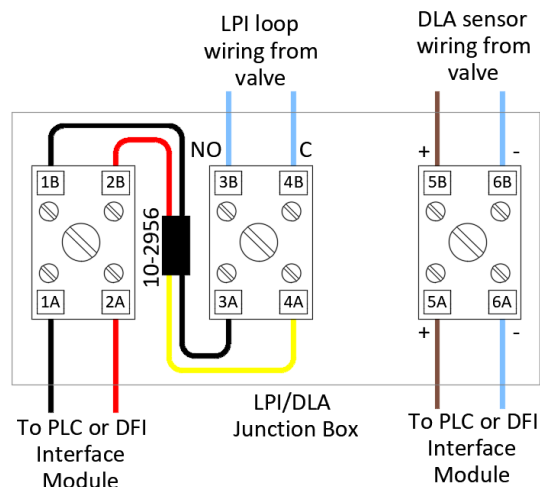 LPI loop
wiring from
valve
DLA sensor
wiring from
valve
NO
C
+
-
1B
2B
3B
4B
5B
6B
10-2956
1A
2A
3A
4A
5A
6A
+
-
LPI/DLA
Junction Box
To PLC or DFI
Interface
Module
To PLC or DFI
Interface
Module